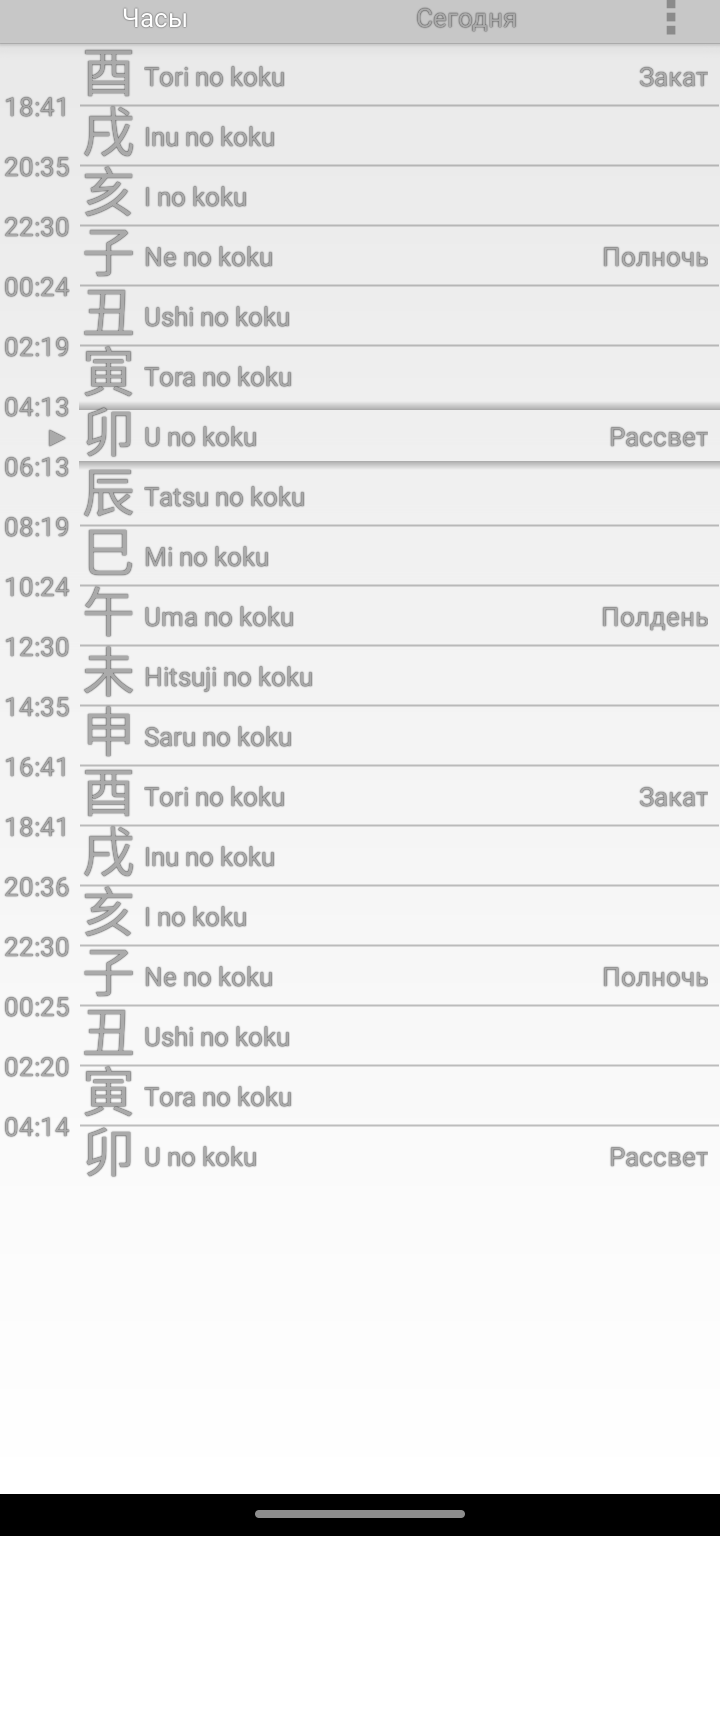 Часы Сегодня
酉 Tori no koku Закат
18:41
戌 Inu no koku
20:35
亥 I no koku
22:30
子 Ne no koku Полночь
00:24
丑 Ushi no koku
02:19
寅 Tora no koku
04:13
卯 U no koku Рассвет
06:13
辰 Tatsu no koku
08:19
巳 Mi no koku
10:24
午 Uma no koku Полдень
12:30
未 Hitsuji no koku
14:35
申 Saru no koku
16:41
酉 Tori no koku Закат
18:41
戌 Inu no koku
20:36
亥 I no koku
22:30
子 Ne no koku Полночь
00:25
丑 Ushi no koku
02:20
寅 Tora no koku
04:14
卯 U no koku Рассвет